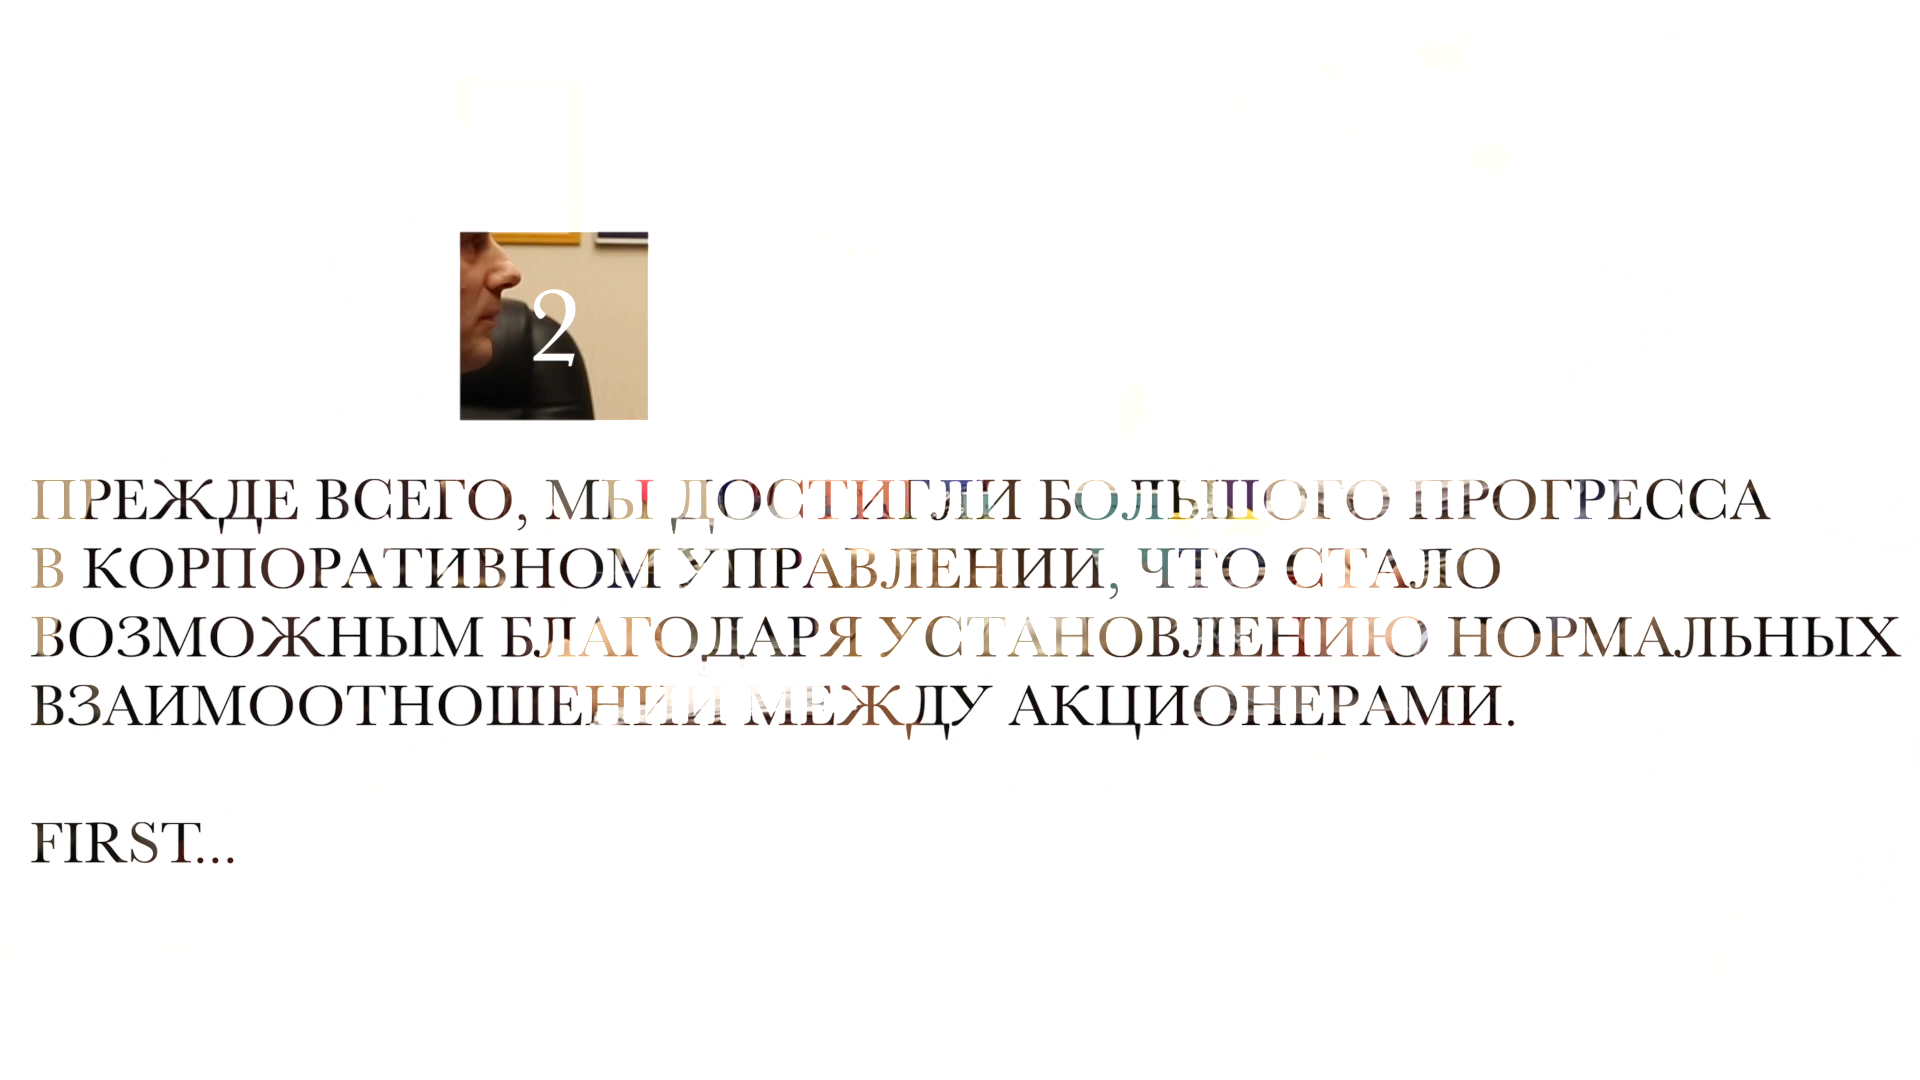 2
ПРЕЖДЕ ВСЕГО, МЫ ДОСТИГЛИ БОЛЬШОГО ПРОГРЕССА
В КОРПОРАТИВНОМ УПРАВЛЕНИИ, ЧТО СТАЛО
ВОЗМОЖНЫМ БЛАГОДАРЯ УСТАНОВЛЕНИЮ НОРМАЛЬНЫХ
ВЗАИМООТНОШЕНИЙ МЕЖДУ АКЦИОНЕРАМИ.
FIRST...